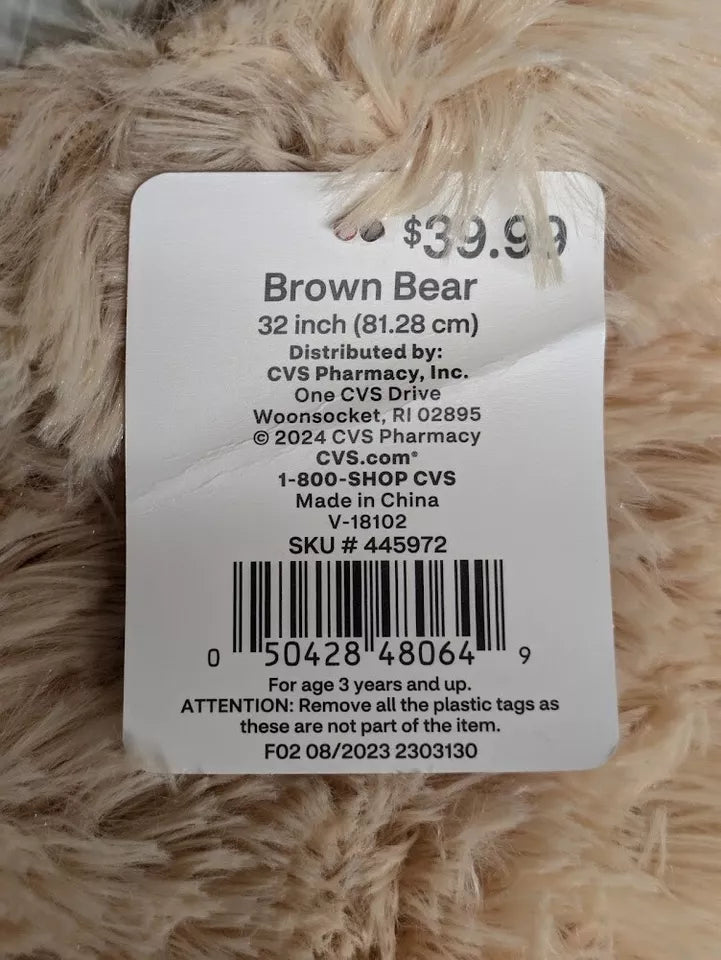 $39.99
Brown Bear
32 inch (81.28 cm)
Distributed by:
CVS Pharmacy, Inc.
One CVS Drive
Woonsocket, RI 02895
© 2024 CVS Pharmacy
CVS.com®
1-800-SHOP CVS
Made in China
V-18102
SKU # 445972
0 50428 48064 9
For age 3 years and up.
ATTENTION: Remove all the plastic tags as
these are not part of the item.
F02 08/2023 2303130